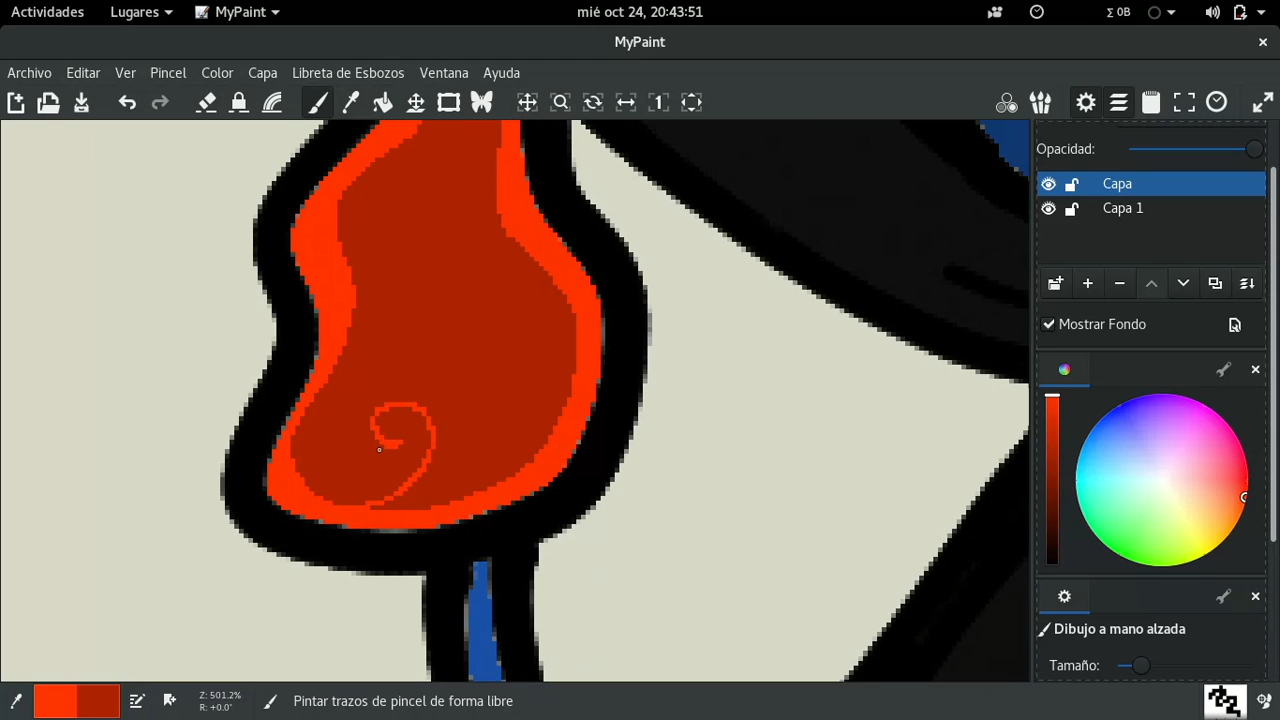 Actividades Lugares MyPaint mié oct 24, 20:43:51 Σ 0B
MyPaint
Archivo Editar Ver Pincel Color Capa Libreta de Esbozos Ventana Ayuda
1
Opacidad:
Capa
Capa 1
Mostrar Fondo
Dibujo a mano alzada
Tamaño:
Z: 501.2%
R: +0.0°
Pintar trazos de pincel de forma libre